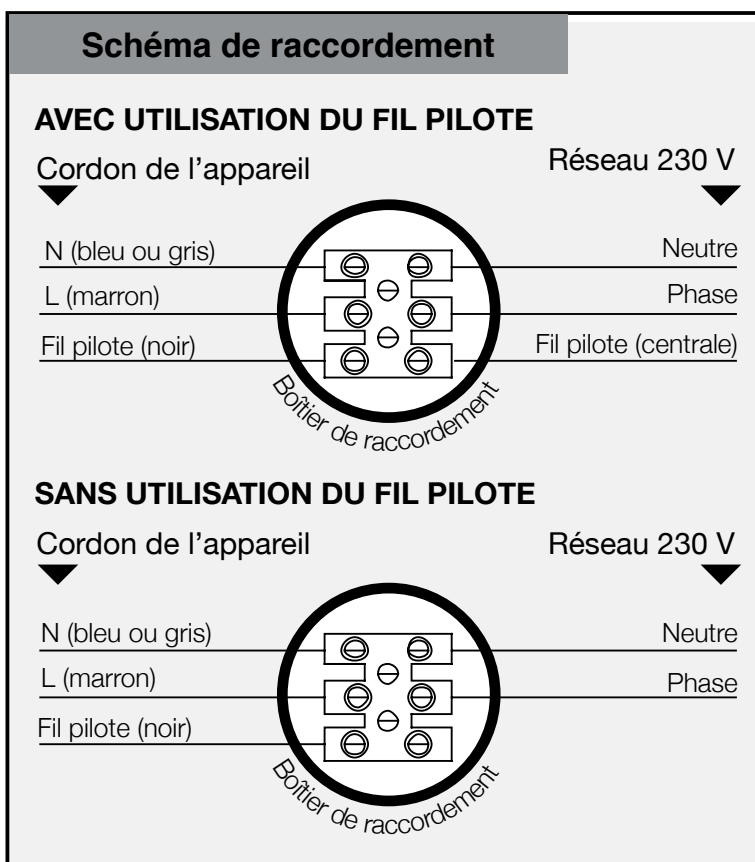 Schéma de raccordement
AVEC UTILISATION DU FIL PILOTE
Cordon de l’appareil
Réseau 230 V
N (bleu ou gris)
Neutre
L (marron)
Phase
Fil pilote (noir)
Fil pilote (centrale)
Boîtier de raccordement
SANS UTILISATION DU FIL PILOTE
Cordon de l’appareil
Réseau 230 V
N (bleu ou gris)
Neutre
L (marron)
Phase
Fil pilote (noir)
Boîtier de raccordement